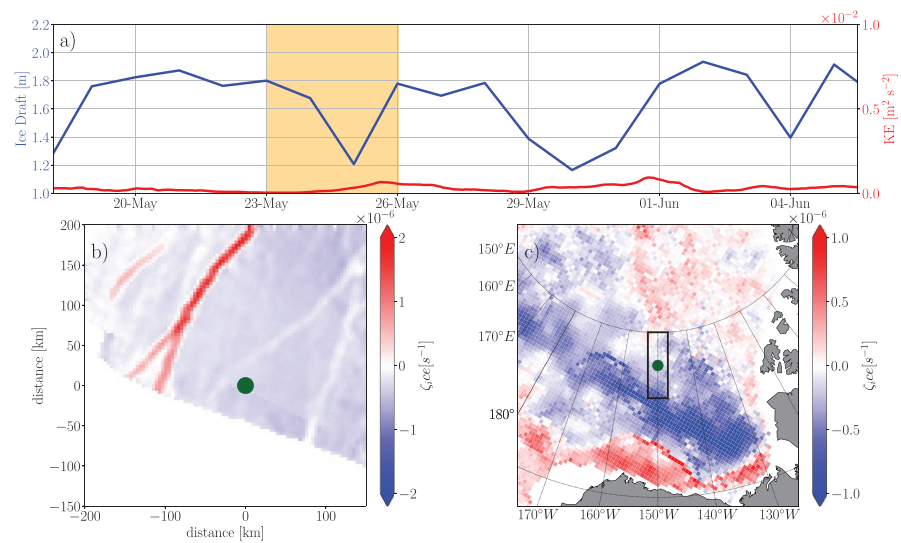 ×10⁻²
2.2
2.0
1.8
1.6
1.4
1.2
1.0
Ice Draft [m]
a)
1.0
0.5
0.0
KE [m² s⁻²]
20-May
23-May
26-May
29-May
01-Jun
04-Jun
×10⁻⁶
×10⁻⁶
b)
200
150
100
50
0
−50
−100
−150
distance [km]
−200
−100
0
100
distance [km]
2
1
0
−1
−2
ζᵢce[s⁻¹]
c)
150°E
160°E
170°E
180°
170°W
160°W
150°W
140°W
130°W
1.0
0.5
0.0
−0.5
−1.0
ζᵢce[s⁻¹]